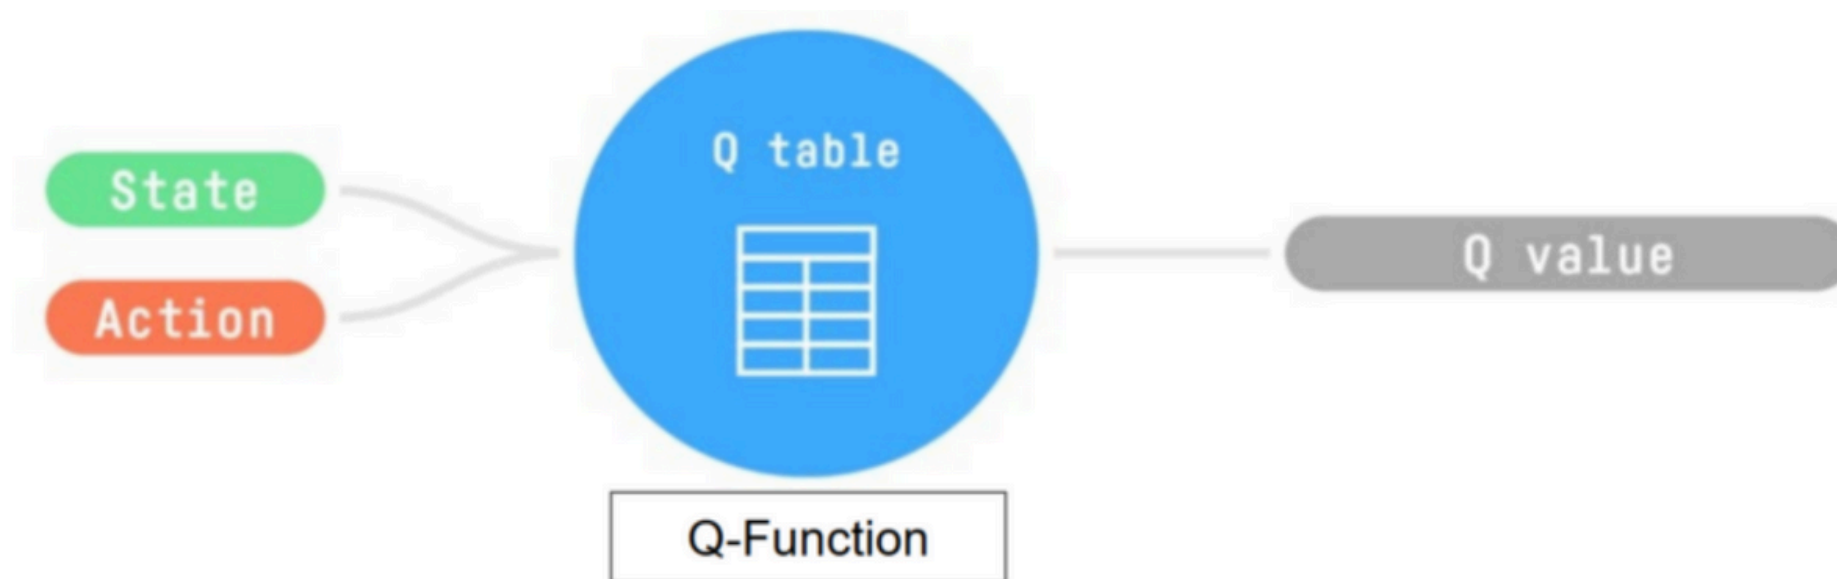 State
Action
Q table
Q value
Q-Function